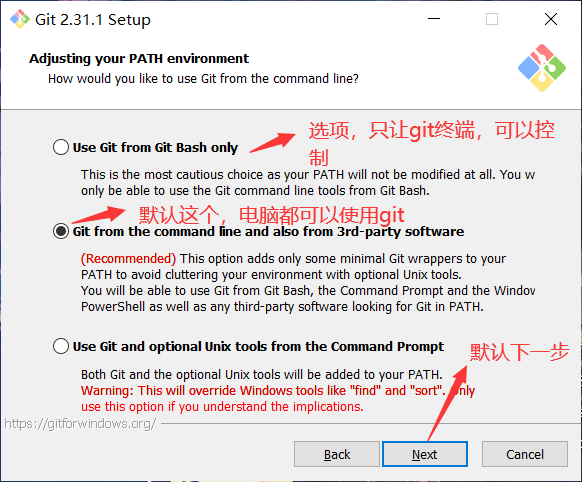 Git 2.31.1 Setup
Adjusting your PATH environment
How would you like to use Git from the command line?
Use Git from Git Bash only
选项，只让git终端，可以控
制
This is the most cautious choice as your PATH will not be modified at all. You w
only be able to use the Git command line tools from Git Bash.
默认这个，电脑都可以使用git
Git from the command line and also from 3rd-party software
(Recommended) This option adds only some minimal Git wrappers to your
PATH to avoid cluttering your environment with optional Unix tools.
You will be able to use Git from Git Bash, the Command Prompt and the Window
PowerShell as well as any third-party software looking for Git in PATH.
Use Git and optional Unix tools from the Command Prompt
默认下一步
Both Git and the optional Unix tools will be added to your PATH.
Warning: This will override Windows tools like "find" and "sort". Only
use this option if you understand the implications.
https://gitforwindows.org/
Back
Next
Cancel